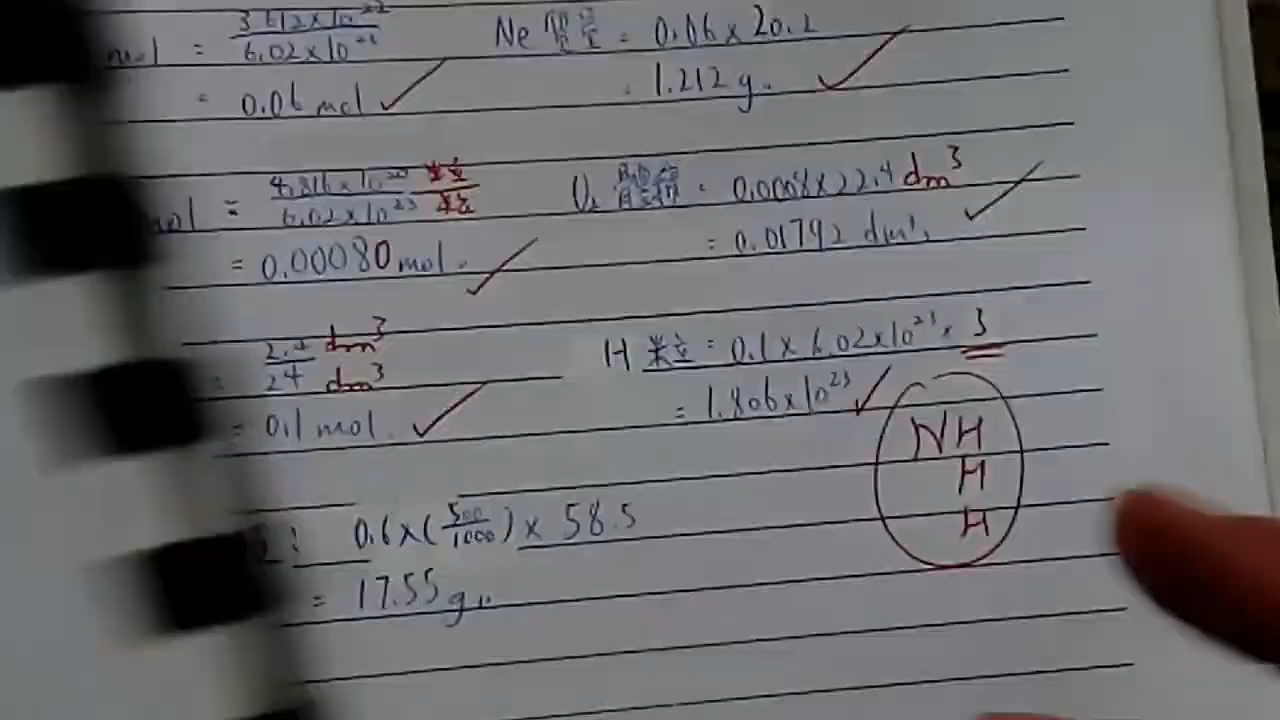 mol = 3.612×10²²/6.02×10²³
Ne 質量 = 0.06 × 20.2
= 0.06 mol
= 1.212 g.
mol = 4.816×10²⁰ 粒/6.02×10²³ 粒
O₂ 體積 = 0.0008×22.4 dm³
= 0.00080 mol.
= 0.01792 dm³.
= 2.4 dm³/24 dm³
H 粒 = 0.1 × 6.02×10²³ × 3
= 0.1 mol
= 1.806×10²³
NH
H
H
: 0.6×(500/1000) × 58.5
= 17.55 g